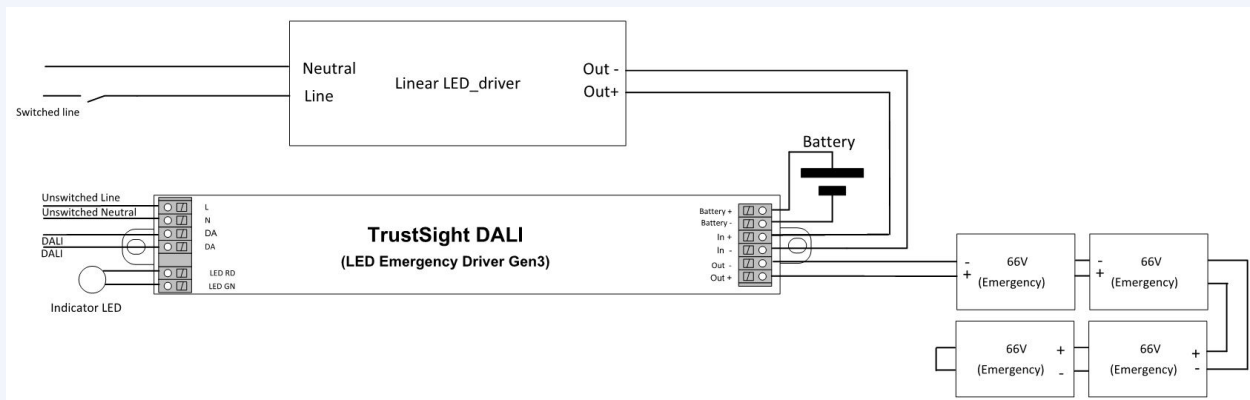 Neutral
Line
Linear LED_driver
Out -
Out+
Switched line
Battery
Unswitched Line
Unswitched Neutral
DALI
DALI
L
N
DA
DA
LED RD
LED GN
Indicator LED
TrustSight DALI
(LED Emergency Driver Gen3)
Battery +
Battery -
In +
In -
Out -
Out +
- 66V
+ (Emergency)
- 66V
+ (Emergency)
66V +
(Emergency) -
66V +
(Emergency) -